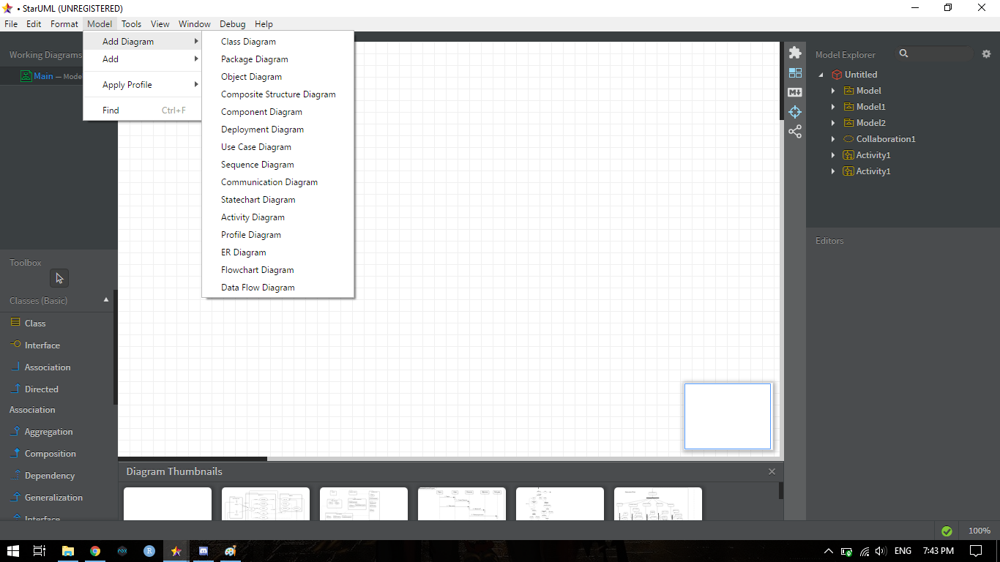 • StarUML (UNREGISTERED)
File Edit Format Model Tools View Window Debug Help
Working Diagrams
Main — Mode
Add Diagram
Add
Apply Profile
Find Ctrl+F
Class Diagram
Package Diagram
Object Diagram
Composite Structure Diagram
Component Diagram
Deployment Diagram
Use Case Diagram
Sequence Diagram
Communication Diagram
Statechart Diagram
Activity Diagram
Profile Diagram
ER Diagram
Flowchart Diagram
Data Flow Diagram
Toolbox
Classes (Basic)
Class
Interface
Association
Directed
Association
Aggregation
Composition
Dependency
Generalization
Interface
Diagram Thumbnails
M
Model Explorer
Untitled
Model
Model1
Model2
Collaboration1
Activity1
Activity1
Editors
100%
R
ENG 7:43 PM